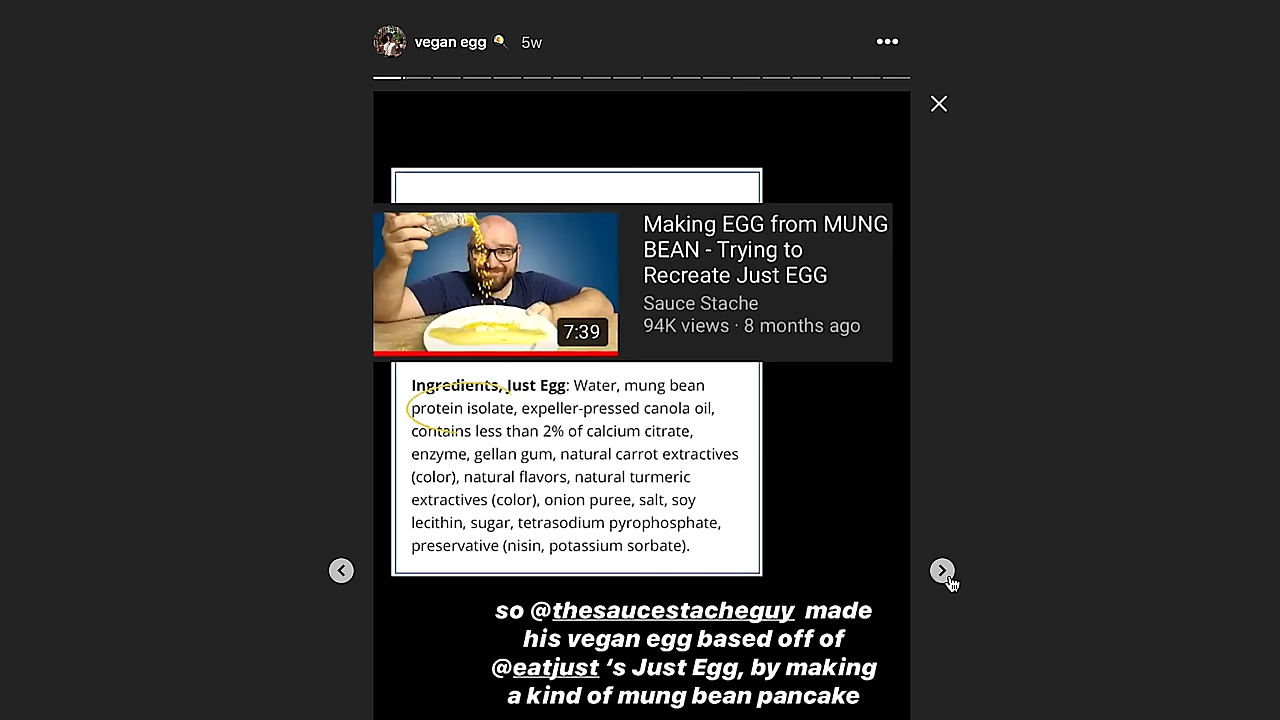 vegan egg 🍳 5w
Making EGG from MUNG
BEAN - Trying to
Recreate Just EGG
Sauce Stache
94K views · 8 months ago
7:39
Ingredients, Just Egg: Water, mung bean
protein isolate, expeller-pressed canola oil,
contains less than 2% of calcium citrate,
enzyme, gellan gum, natural carrot extractives
(color), natural flavors, natural turmeric
extractives (color), onion puree, salt, soy
lecithin, sugar, tetrasodium pyrophosphate,
preservative (nisin, potassium sorbate).
so @thesaucestacheguy made
his vegan egg based off of
@eatjust ‘s Just Egg, by making
a kind of mung bean pancake